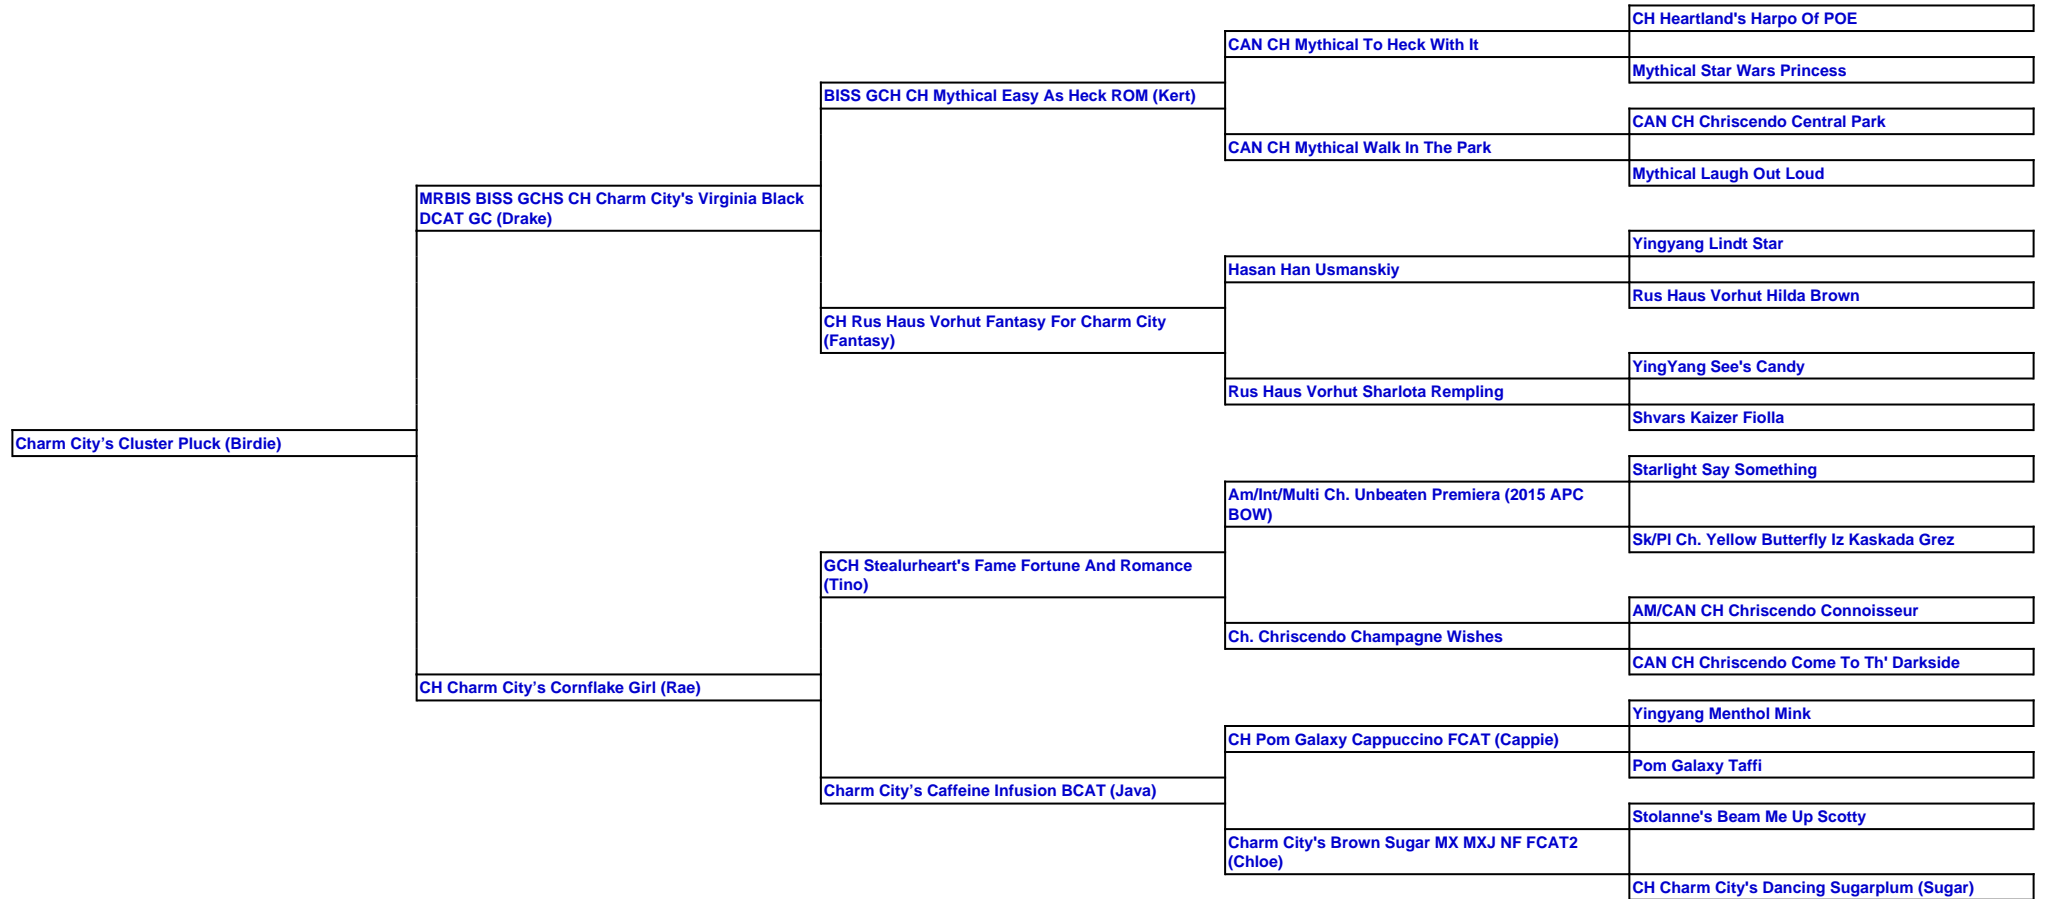 CH Heartland's Harpo Of POE
CAN CH Mythical To Heck With It
Mythical Star Wars Princess
BISS GCH CH Mythical Easy As Heck ROM (Kert)
CAN CH Chriscendo Central Park
CAN CH Mythical Walk In The Park
Mythical Laugh Out Loud
MRBIS BISS GCHS CH Charm City's Virginia Black
DCAT GC (Drake)
Yingyang Lindt Star
Hasan Han Usmanskiy
Rus Haus Vorhut Hilda Brown
CH Rus Haus Vorhut Fantasy For Charm City
(Fantasy)
YingYang See's Candy
Rus Haus Vorhut Sharlota Rempling
Shvars Kaizer Fiolla
Charm City’s Cluster Pluck (Birdie)
Starlight Say Something
Am/Int/Multi Ch. Unbeaten Premiera (2015 APC
BOW)
Sk/Pl Ch. Yellow Butterfly Iz Kaskada Grez
GCH Stealurheart's Fame Fortune And Romance
(Tino)
AM/CAN CH Chriscendo Connoisseur
Ch. Chriscendo Champagne Wishes
CAN CH Chriscendo Come To Th' Darkside
CH Charm City’s Cornflake Girl (Rae)
Yingyang Menthol Mink
CH Pom Galaxy Cappuccino FCAT (Cappie)
Pom Galaxy Taffi
Charm City’s Caffeine Infusion BCAT (Java)
Stolanne's Beam Me Up Scotty
Charm City's Brown Sugar MX MXJ NF FCAT2
(Chloe)
CH Charm City's Dancing Sugarplum (Sugar)